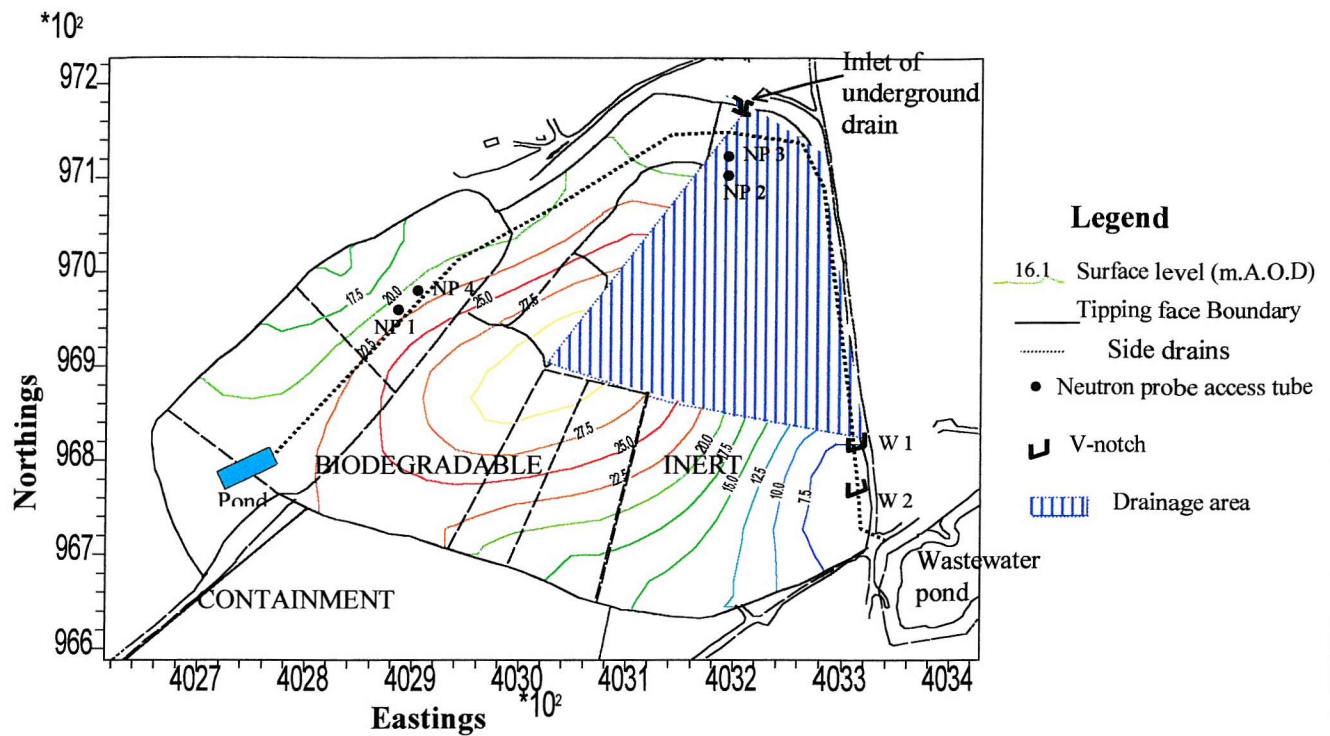 *10²
972
971
970
969
968
967
966
Northings
4027
4028
4029
4030
4031
4032
4033
4034
*10²
Eastings
Inlet of
underground
drain
NP 3
NP 2
NP 4
NP 1
17.5
20.0
22.5
25.0
27.5
27.5
25.0
22.5
20.0
17.5
15.0
12.5
10.0
7.5
BIODEGRADABLE
INERT
CONTAINMENT
Pond
W 1
W 2
Wastewater
pond
Legend
16.1 Surface level (m.A.O.D)
Tipping face Boundary
Side drains
Neutron probe access tube
V-notch
Drainage area